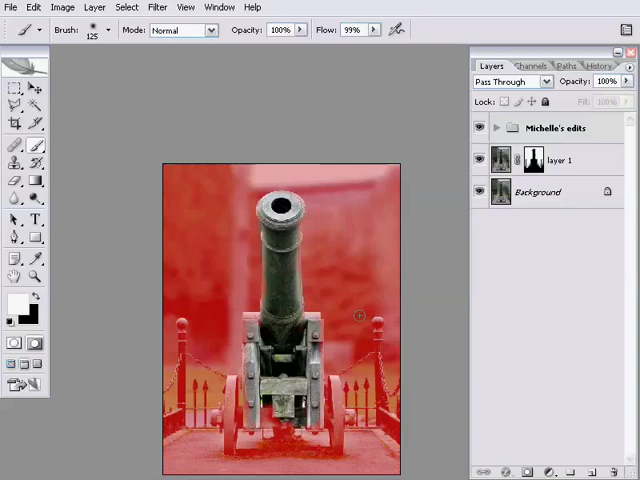 File Edit Image Layer Select Filter View Window Help
Brush: 125 Mode: Normal Opacity: 100% Flow: 99%
Layers Channels Paths History
Pass Through Opacity: 100%
Lock: Fill: 100%
Michelle's edits
layer 1
Background
T